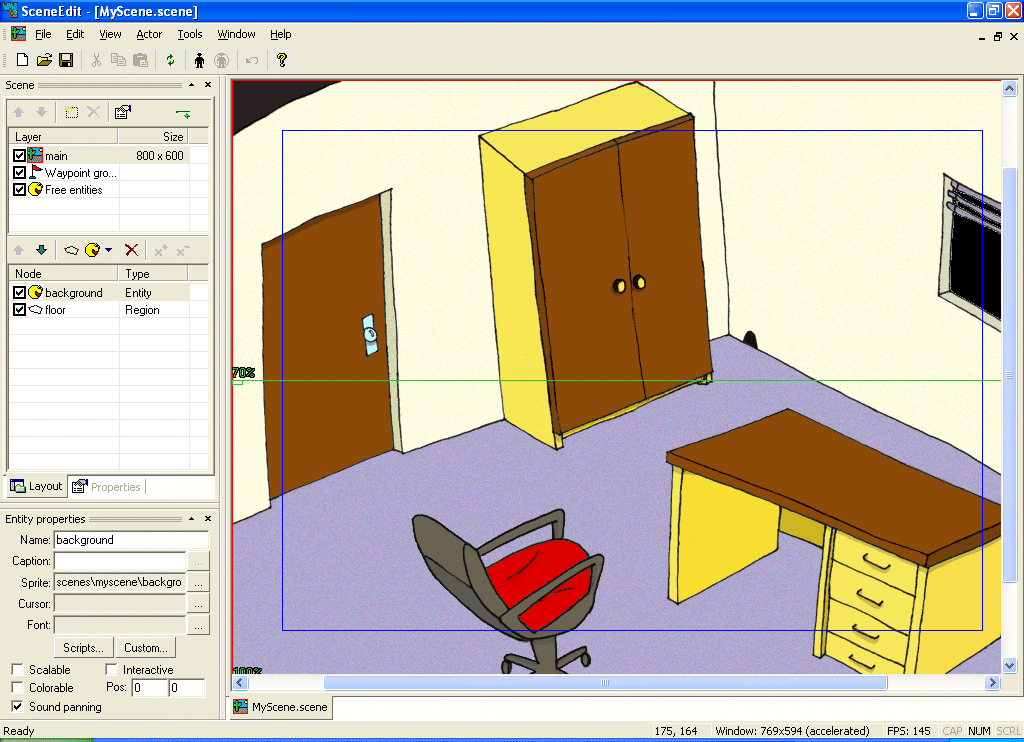 SceneEdit - [MyScene.scene]
File Edit View Actor Tools Window Help
Scene
Layer Size
main 800 x 600
Waypoint gro...
Free entities
Node Type
background Entity
floor Region
70%
100%
Layout Properties
Entity properties
Name: background
Caption: ...
Sprite: scenes\myscene\backgro ...
Cursor: ...
Font: ...
Scripts... Custom...
Scalable Interactive
Colorable Pos: 0 0
Sound panning
MyScene.scene
Ready 175, 164 Window: 769x594 (accelerated) FPS: 145 CAP NUM SCRL